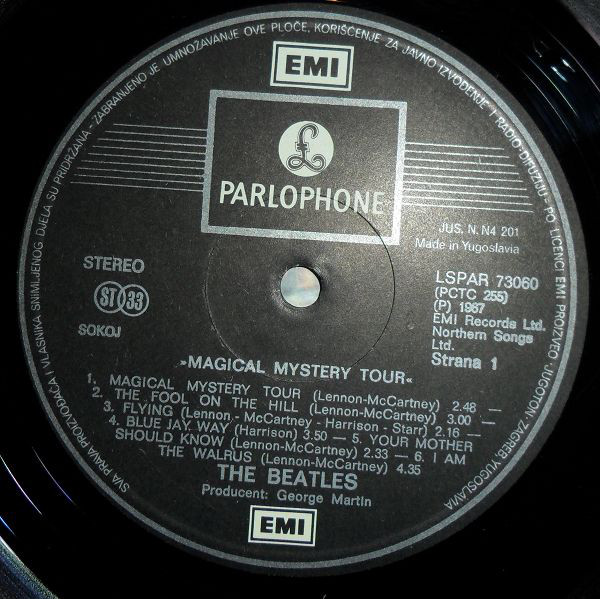 SVA PRAVA PROIZVOĐAČA I VLASNIKA SNIMLJENOG DJELA SU PRIDRŽANA - ZABRANJENO JE UMNOŽAVANJE OVE PLOČE, KORIŠĆENJE ZA JAVNO IZVOĐENJE I RADIO-DIFUZIJU - PO LICENCI EMI PROIZVEO "JUGOTON" ZAGREB, YUGOSLAVIA
EMI
£
PARLOPHONE
JUS. N. N4 201
Made in Yugoslavia
STEREO
ST 33
SOKOJ
LSPAR 73060
(PCTC 255)
(P) 1967
EMI Records Ltd.
Northern Songs
Ltd.
Strana 1
»MAGICAL MYSTERY TOUR«
1. MAGICAL MYSTERY TOUR (Lennon-McCartney) 2.48 —
2. THE FOOL ON THE HILL (Lennon-McCartney) 3.00 —
3. FLYING (Lennon - McCartney - Harrison - Starr) 2.16 —
4. BLUE JAY WAY (Harrison) 3.50 — 5. YOUR MOTHER
SHOULD KNOW (Lennon-McCartney) 2.33 — 6. I AM
THE WALRUS (Lennon-McCartney) 4.35
THE BEATLES
Producent: George Martin
EMI